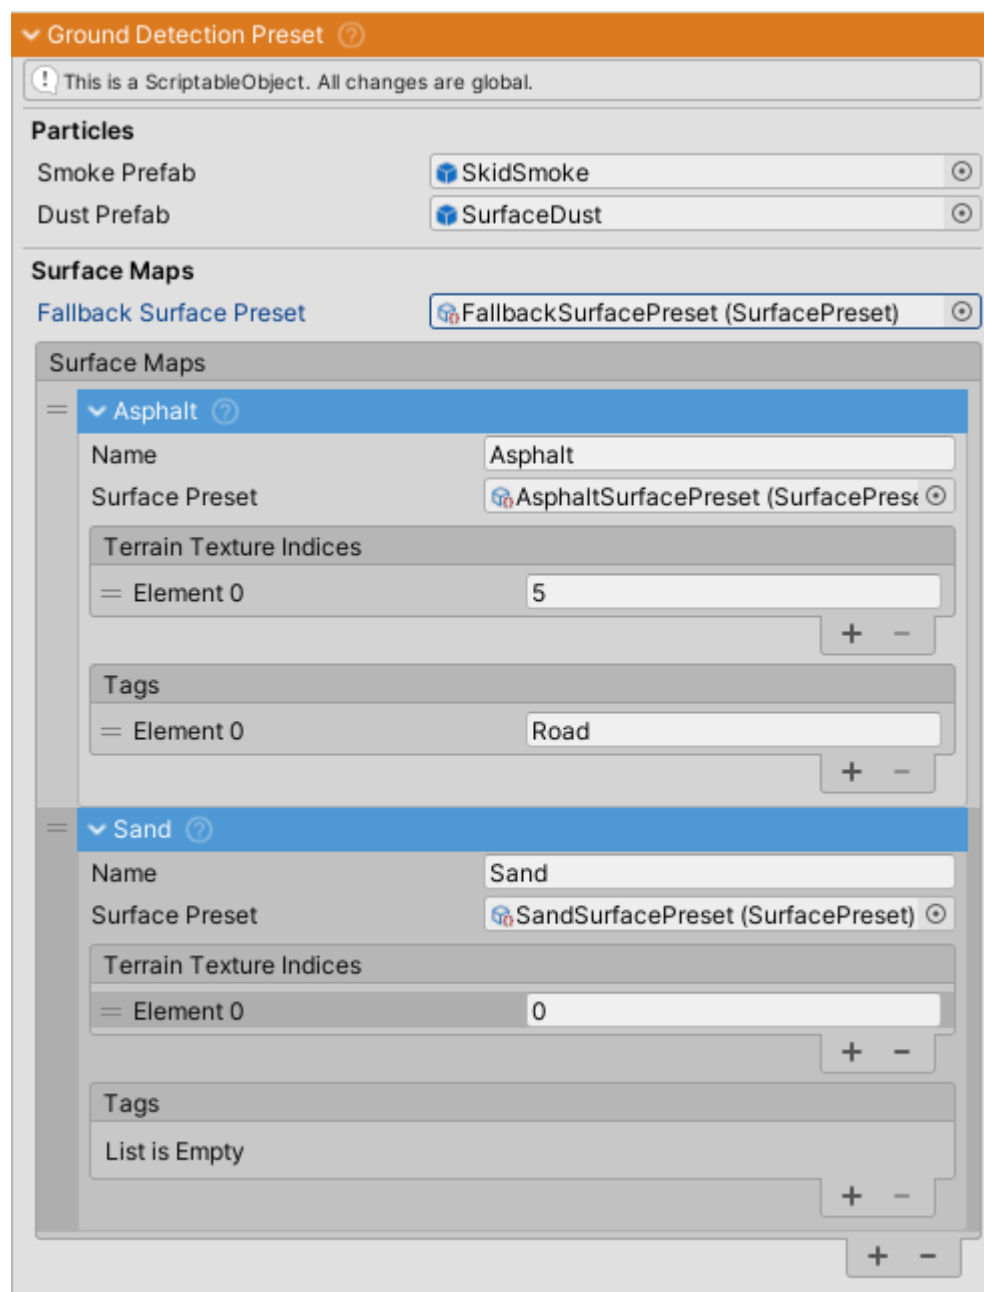 Ground Detection Preset ?
! This is a ScriptableObject. All changes are global.
Particles
Smoke Prefab SkidSmoke
Dust Prefab SurfaceDust
Surface Maps
Fallback Surface Preset FallbackSurfacePreset (SurfacePreset)
Surface Maps
Asphalt ?
Name Asphalt
Surface Preset AsphaltSurfacePreset (SurfacePrese
Terrain Texture Indices
Element 0 5
+ −
Tags
Element 0 Road
+ −
Sand ?
Name Sand
Surface Preset SandSurfacePreset (SurfacePreset)
Terrain Texture Indices
Element 0 0
+ −
Tags
List is Empty
+ −
+ −